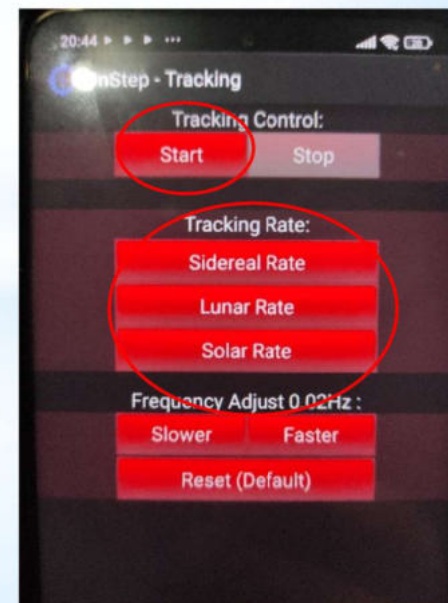 20:44
Step - Tracking
Tracking Control:
Start Stop
Tracking Rate:
Sidereal Rate
Lunar Rate
Solar Rate
Frequency Adjust 0.02Hz :
Slower Faster
Reset (Default)